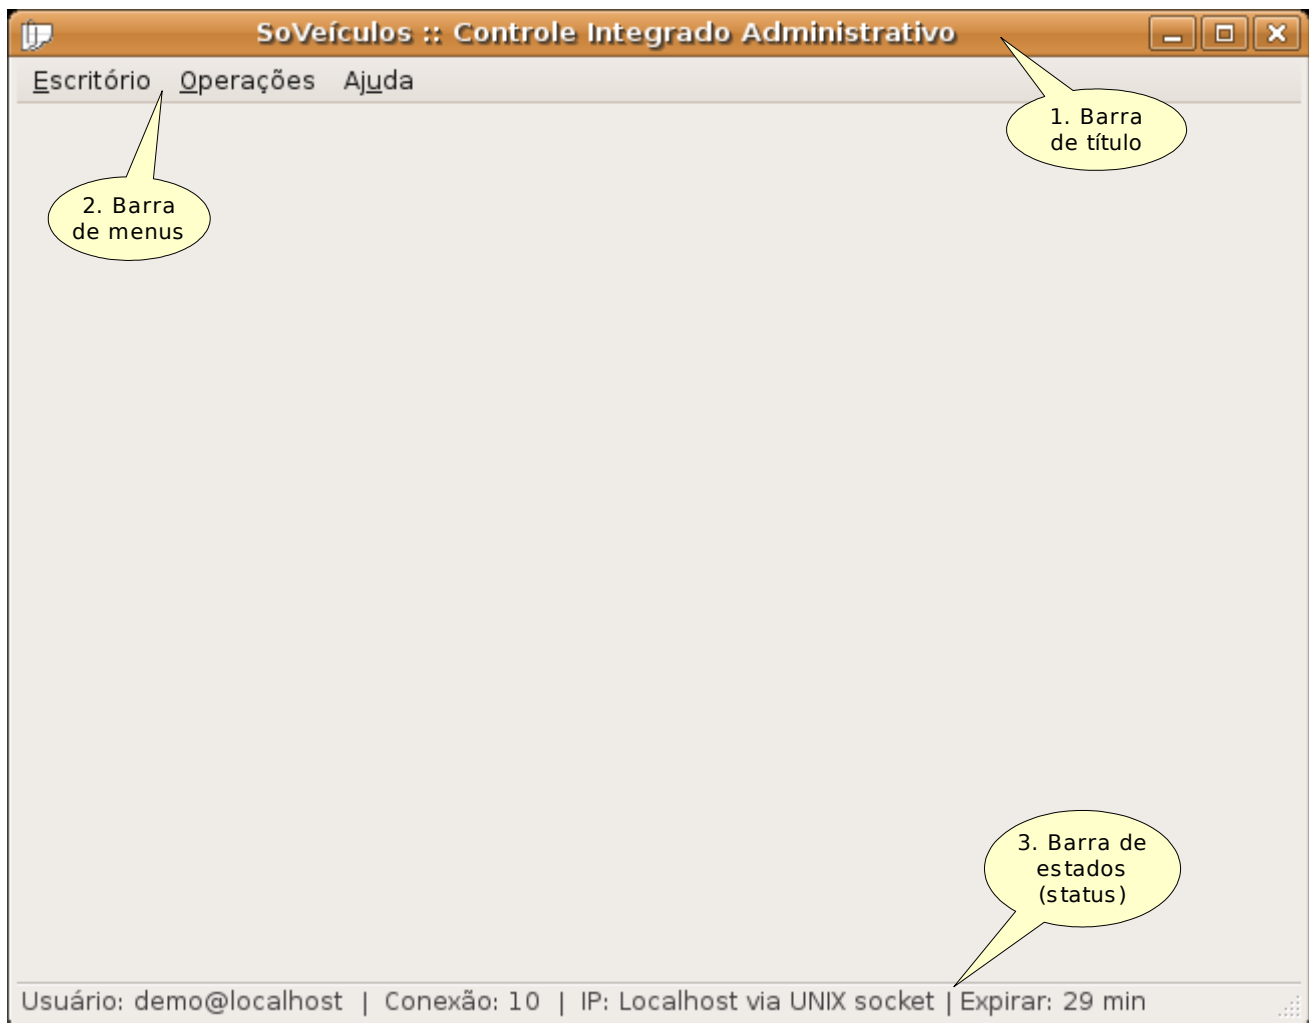 SoVeículos :: Controle Integrado Administrativo
Escritório Operações Ajuda
1. Barra
de título
2. Barra
de menus
3. Barra de
estados
(status)
Usuário: demo@localhost | Conexão: 10 | IP: Localhost via UNIX socket | Expirar: 29 min